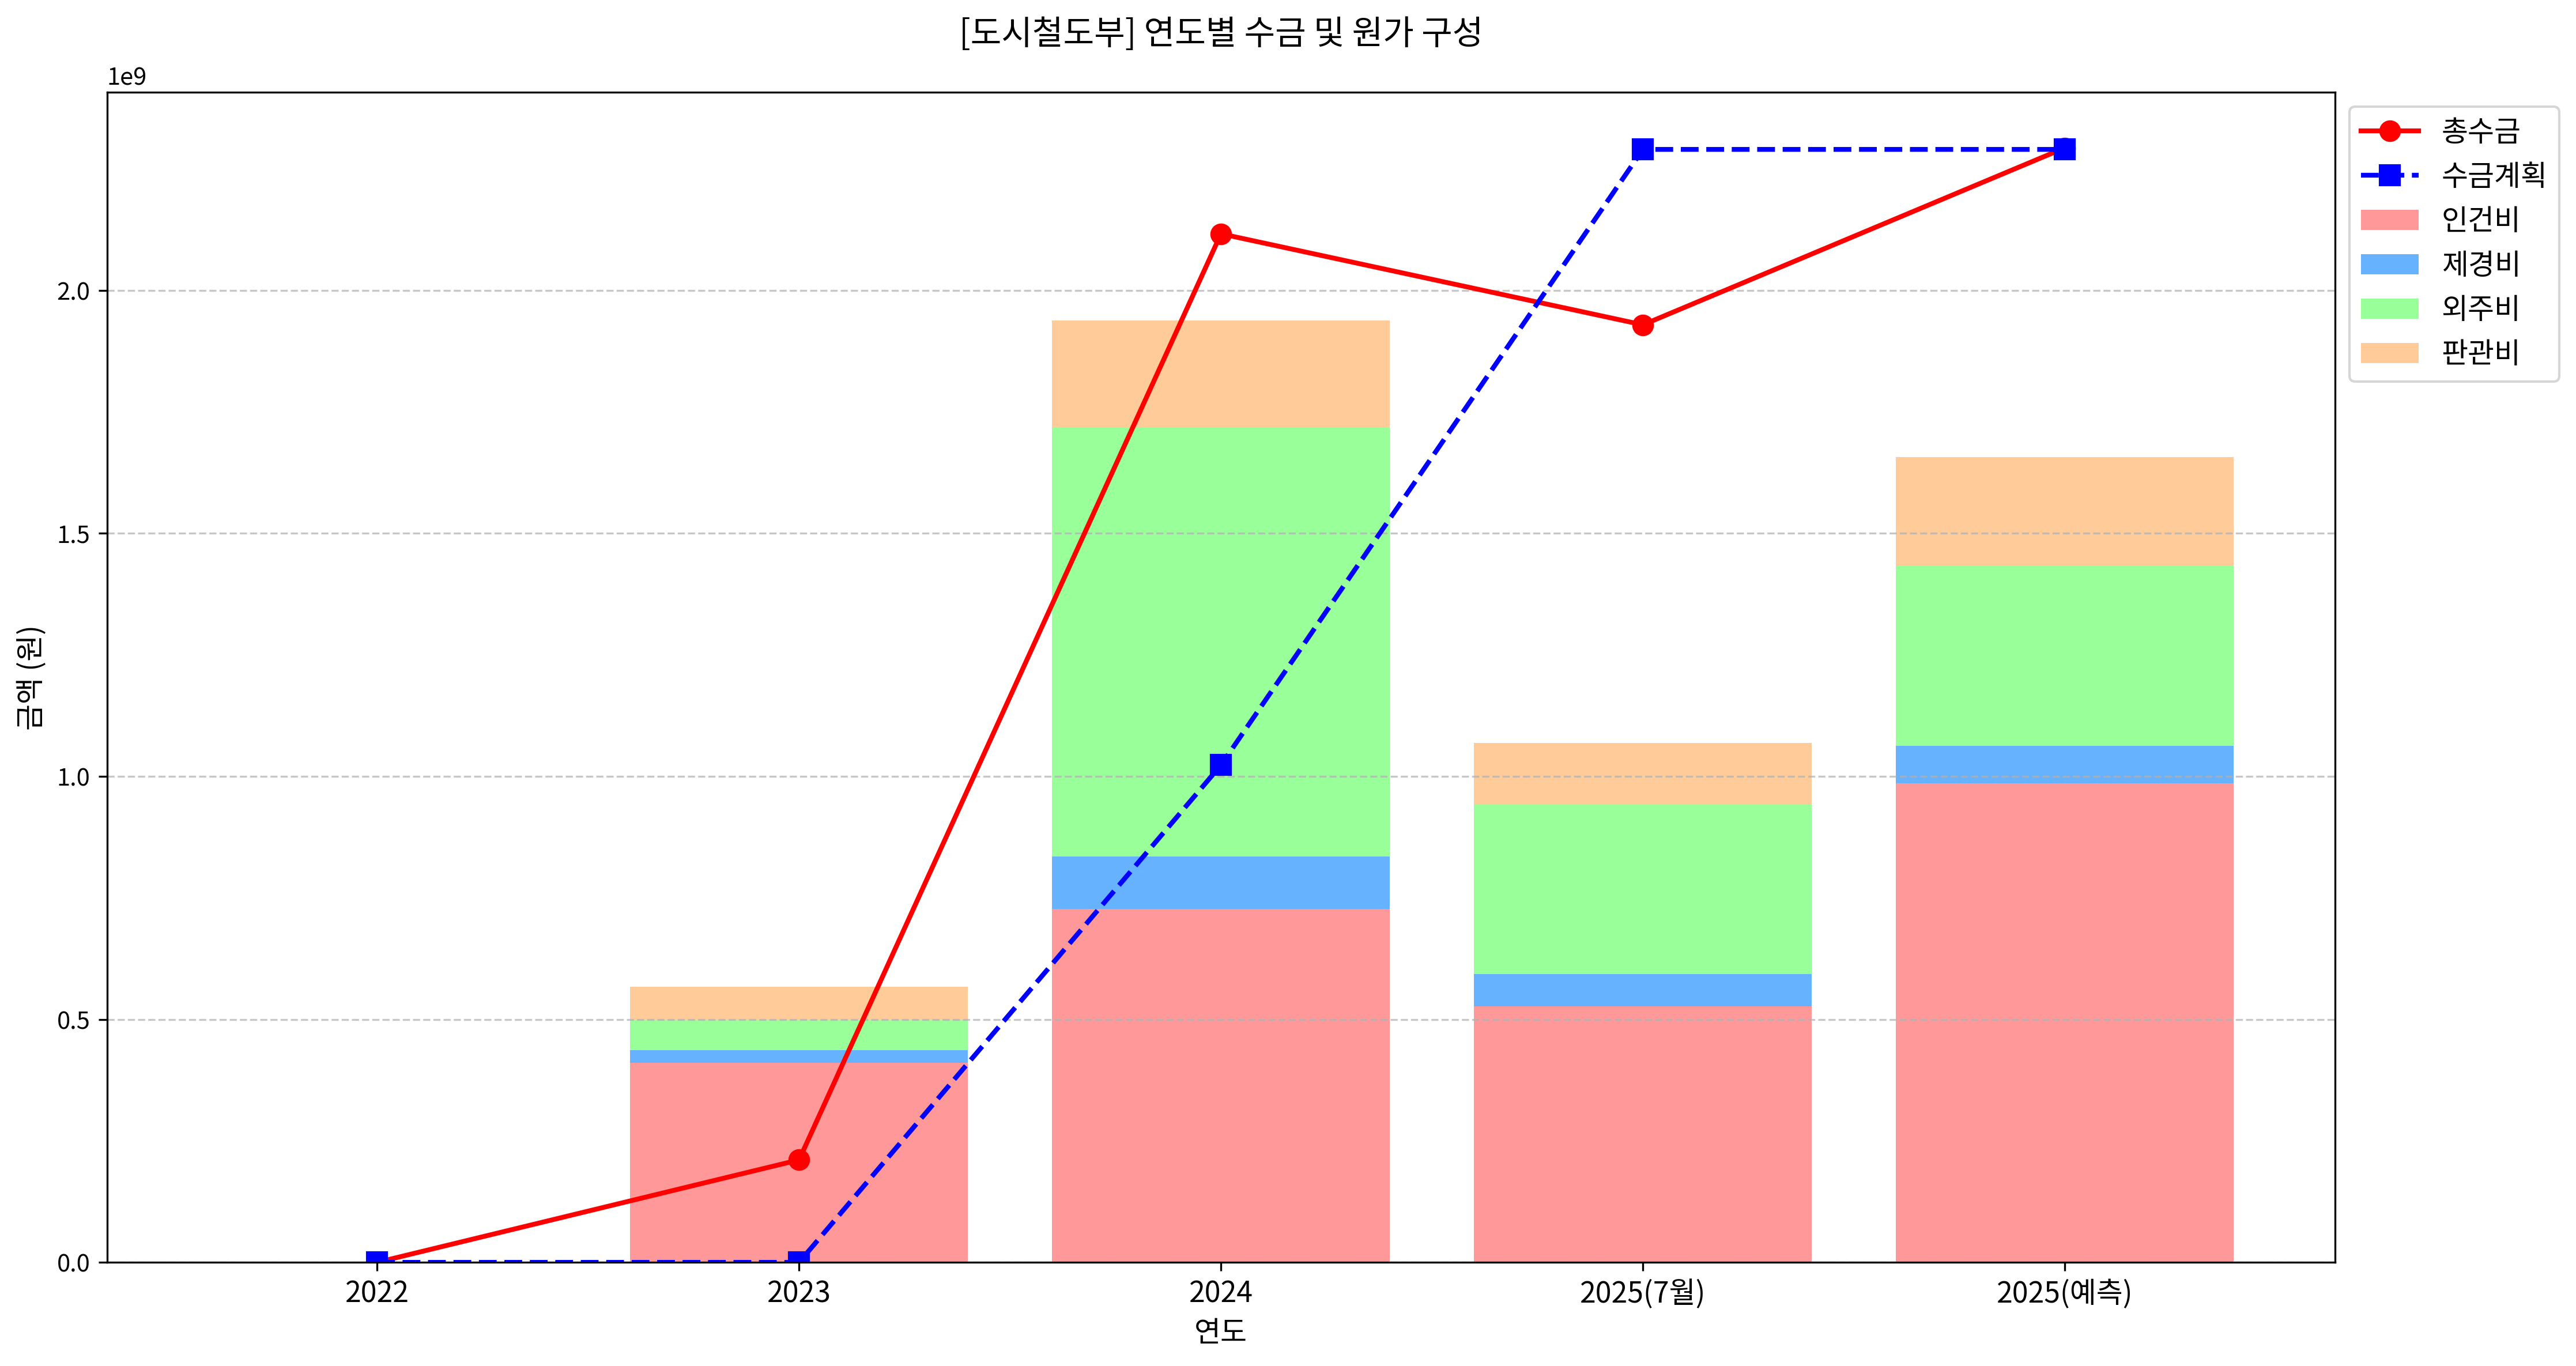 [도시철도부] 연도별 수금 및 원가 구성
1e9
총수금
수금계획
인건비
제경비
외주비
판관비
2.0
1.5
1.0
0.5
0.0
금액 (원)
2022
2023
2024
2025(7월)
2025(예측)
연도